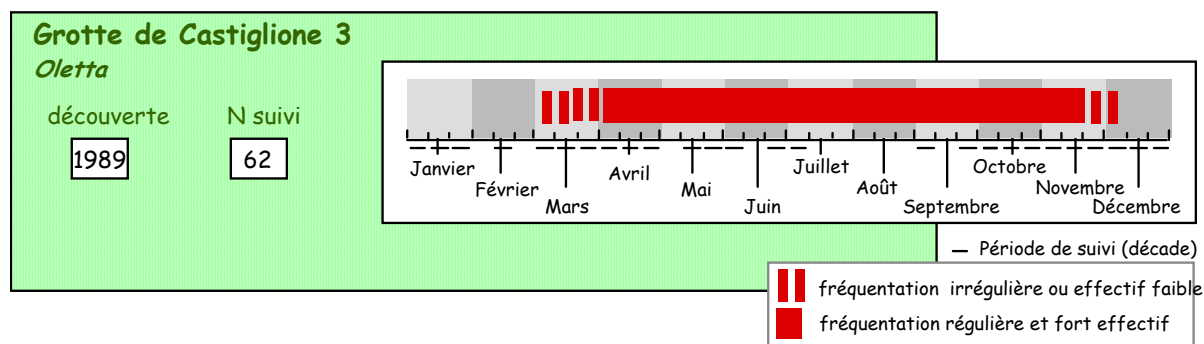 Grotte de Castiglione 3
Oletta
découverte N suivi
1989 62
Janvier Février Mars Avril Mai Juin Juillet Août Septembre Octobre Novembre Décembre
Période de suivi (décade)
fréquentation irrégulière ou effectif faible
fréquentation régulière et fort effectif